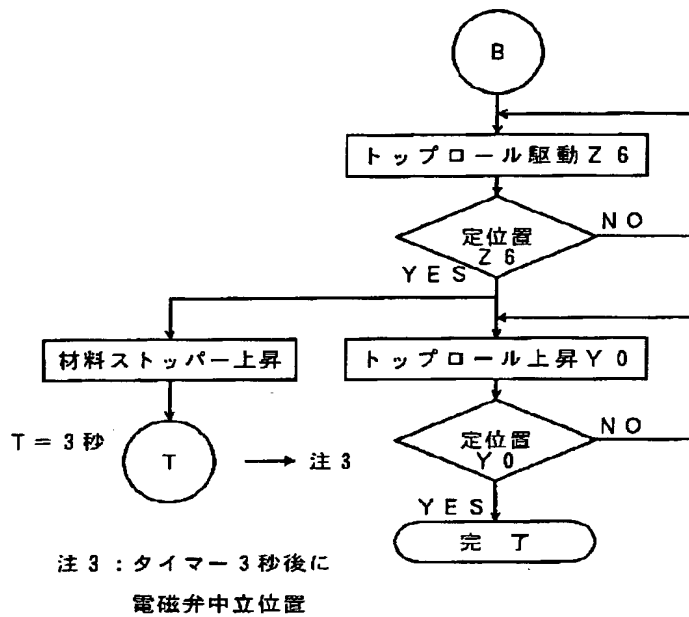 B
トップロール駆動Z6
定位置
Z6
NO
YES
材料ストッパー上昇
トップロール上昇Y0
T=3秒
T
注3
定位置
Y0
NO
YES
完了
注3:タイマー3秒後に
電磁弁中立位置